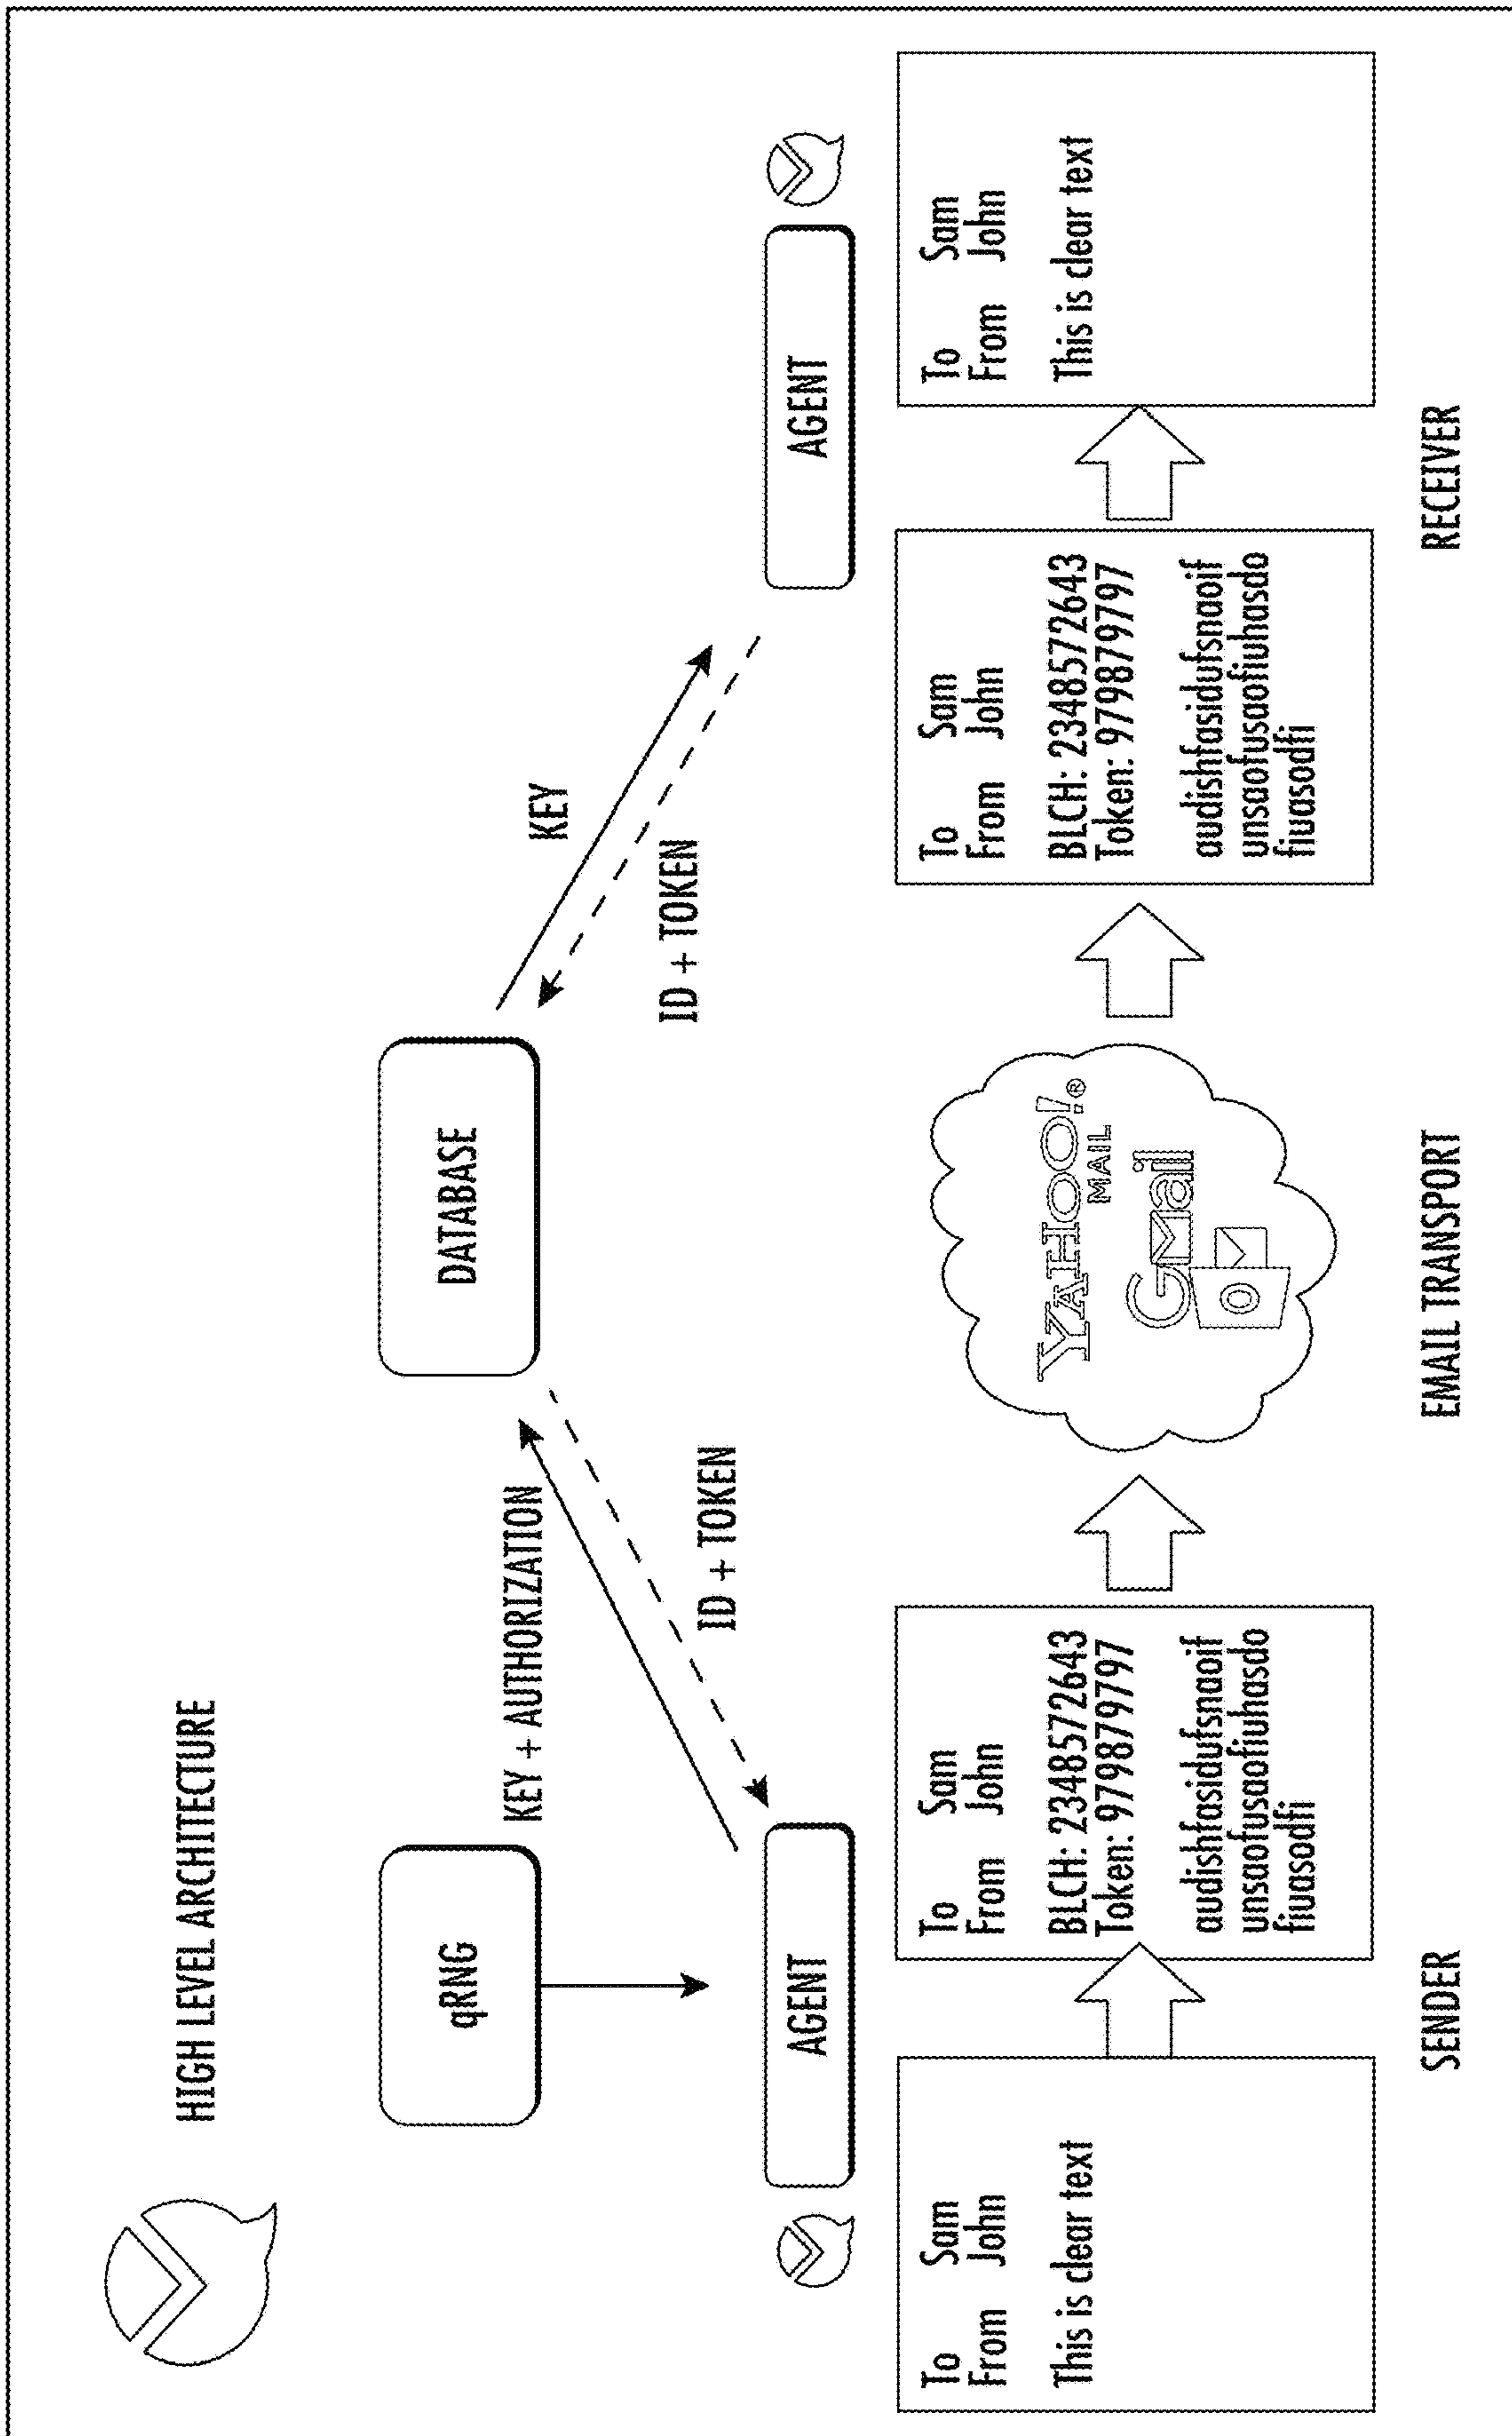 HIGH LEVEL ARCHITECTURE
qRNG
DATABASE
KEY + AUTHORIZATION
ID + TOKEN
KEY
ID + TOKEN
AGENT
AGENT
To Sam
From John
This is clear text
To Sam
From John
BLCH: 2348572643
Token: 979879797
audishfasidufsnaoif
unsaofusaofiuhasdo
fiuasodfi
YAHOO!®
MAIL
Gmail
O
To Sam
From John
BLCH: 2348572643
Token: 979879797
audishfasidufsnaoif
unsaofusaofiuhasdo
fiuasodfi
To Sam
From John
This is clear text
SENDER
EMAIL TRANSPORT
RECEIVER